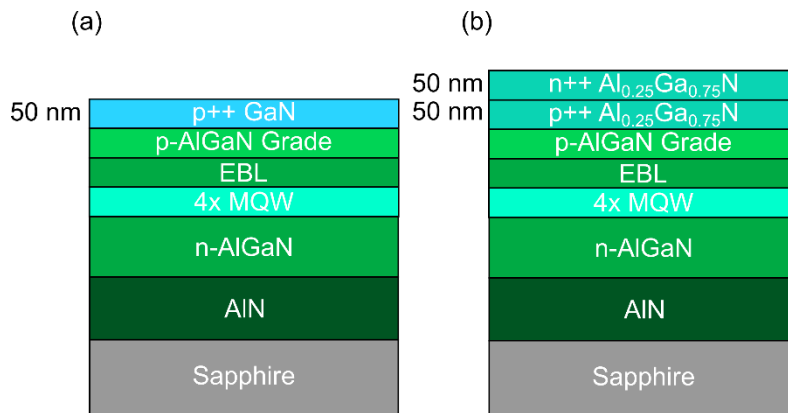 (a)
50 nm
p++ GaN
p-AlGaN Grade
EBL
4x MQW
n-AlGaN
AlN
Sapphire
(b)
50 nm
n++ Al₀.₂₅Ga₀.₇₅N
50 nm
p++ Al₀.₂₅Ga₀.₇₅N
p-AlGaN Grade
EBL
4x MQW
n-AlGaN
AlN
Sapphire